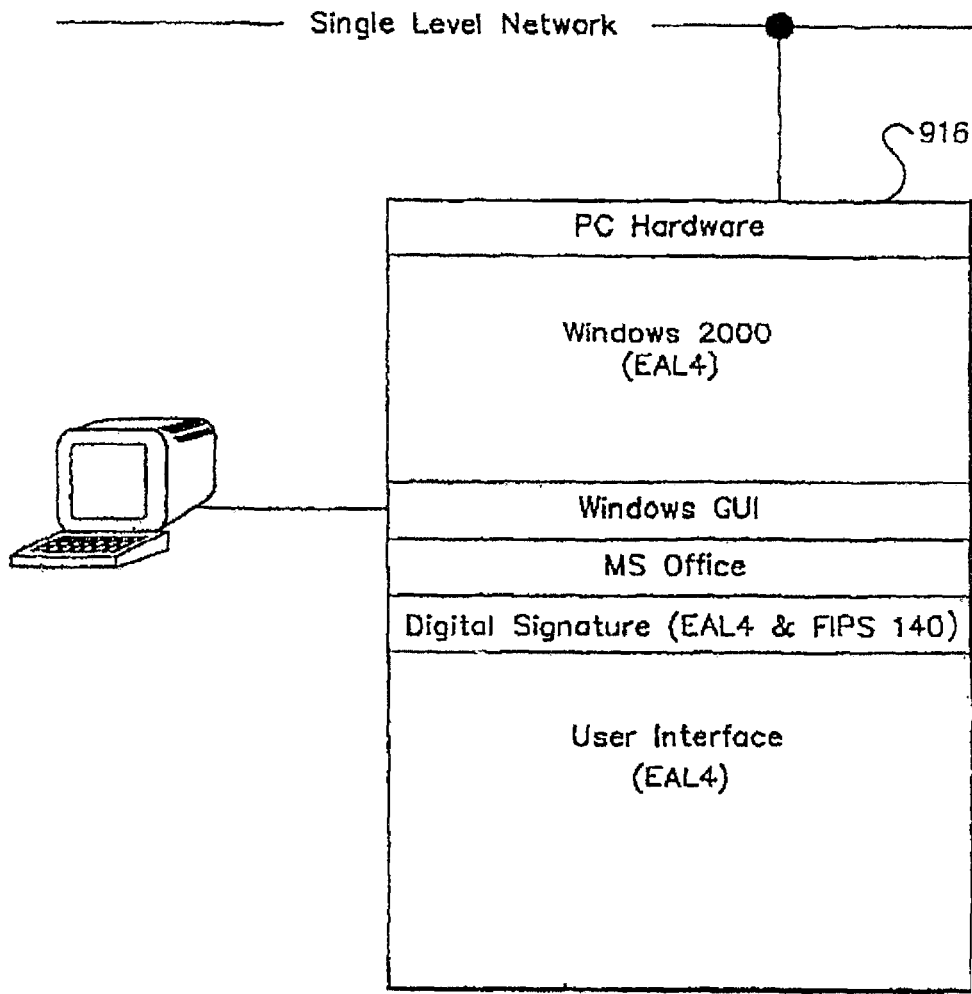 Single Level Network
916
PC Hardware
Windows 2000
(EAL4)
Windows GUI
MS Office
Digital Signature (EAL4 & FIPS 140)
User Interface
(EAL4)